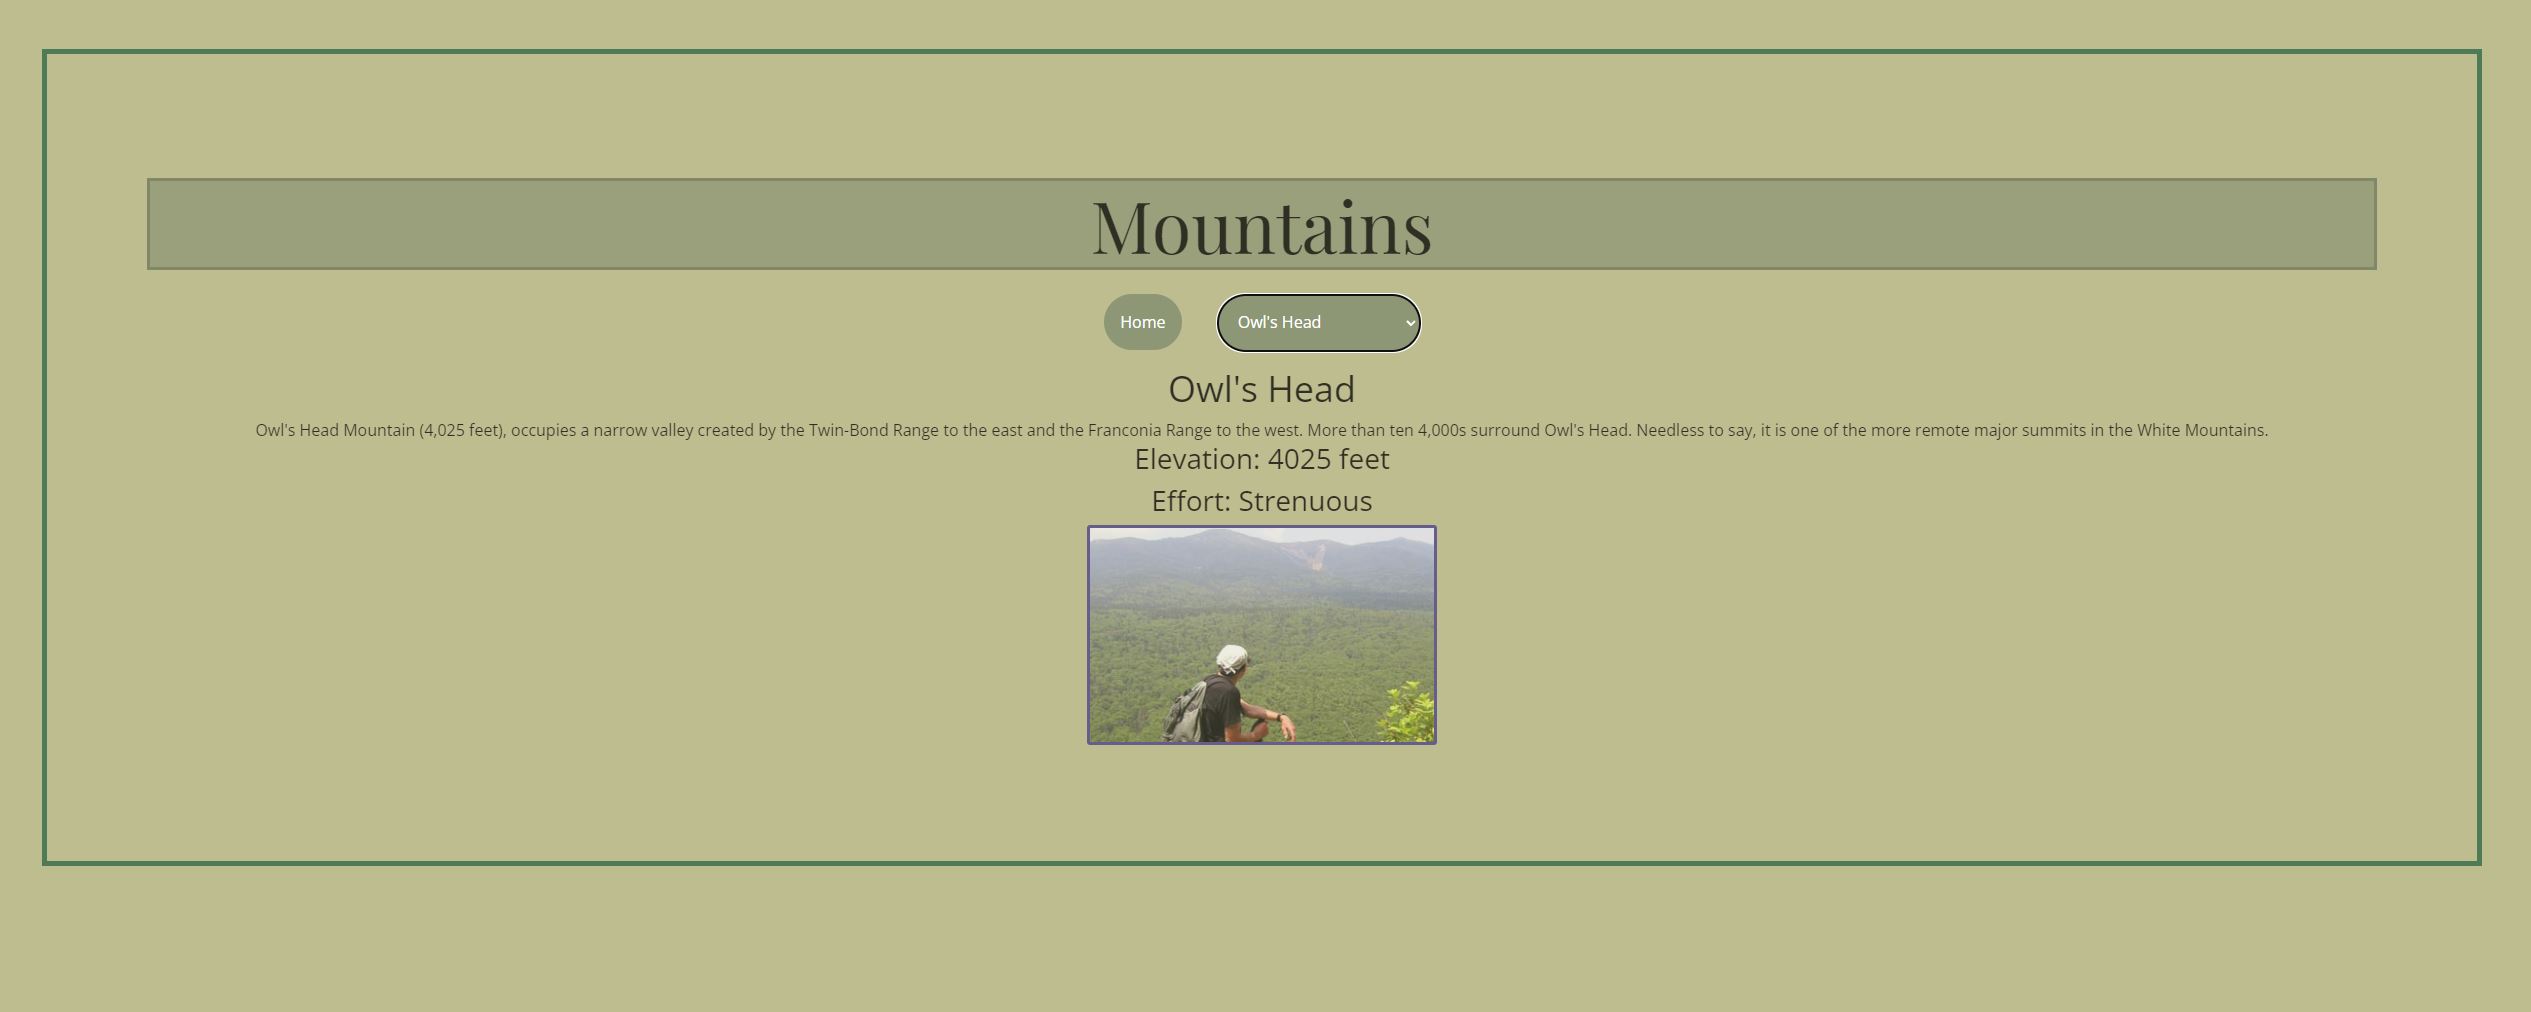 Mountains
Home
Owl's Head
Owl's Head
Owl's Head Mountain (4,025 feet), occupies a narrow valley created by the Twin-Bond Range to the east and the Franconia Range to the west. More than ten 4,000s surround Owl's Head. Needless to say, it is one of the more remote major summits in the White Mountains.
Elevation: 4025 feet
Effort: Strenuous